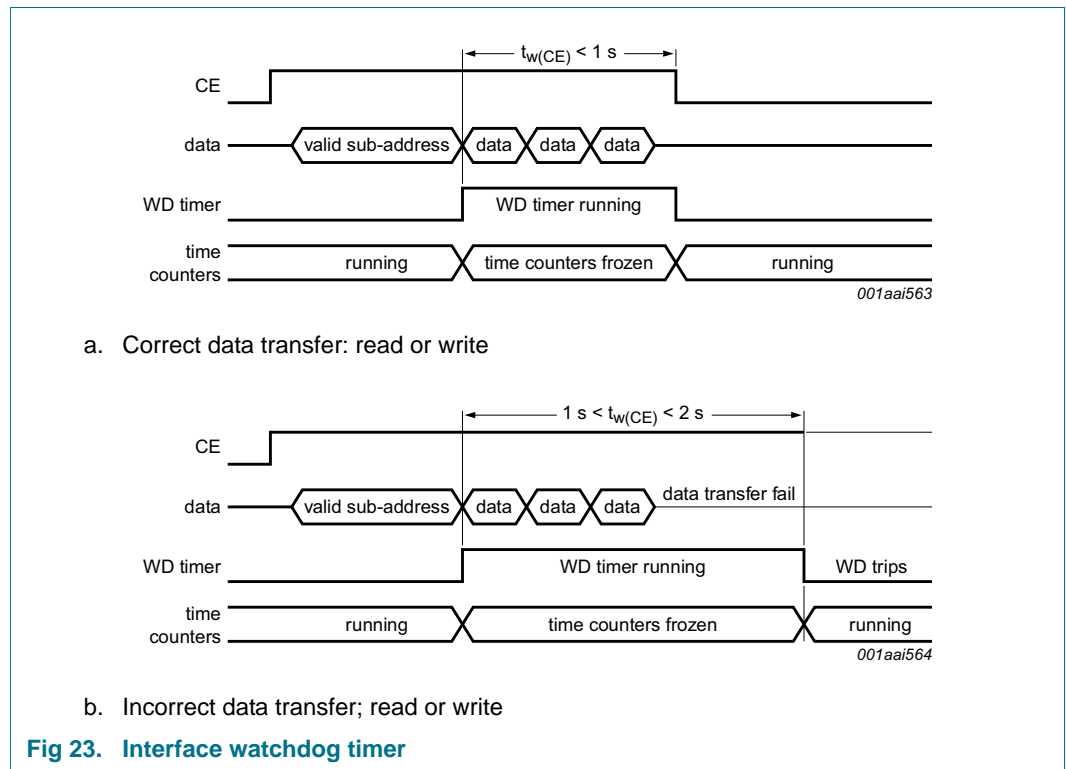 tw(CE) < 1 s
CE
data valid sub-address data data data
WD timer WD timer running
time
counters running time counters frozen running
001aai563
a. Correct data transfer: read or write
1 s < tw(CE) < 2 s
CE
data valid sub-address data data data data transfer fail
WD timer WD timer running WD trips
time
counters running time counters frozen running
001aai564
b. Incorrect data transfer; read or write
Fig 23. Interface watchdog timer